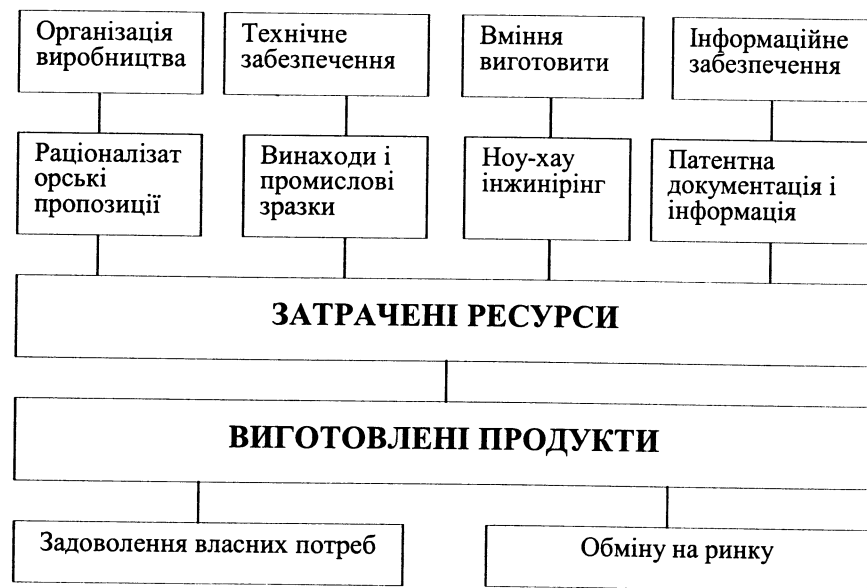 Організація
виробництва
Технічне
забезпечення
Вміння
виготовити
Інформаційне
забезпечення
Раціоналізат
орські
пропозиції
Винаходи і
промислові
зразки
Ноу-хау
інжинірінг
Патентна
документація і
інформація
ЗАТРАЧЕНІ РЕСУРСИ
ВИГОТОВЛЕНІ ПРОДУКТИ
Задоволення власних потреб
Обміну на ринку